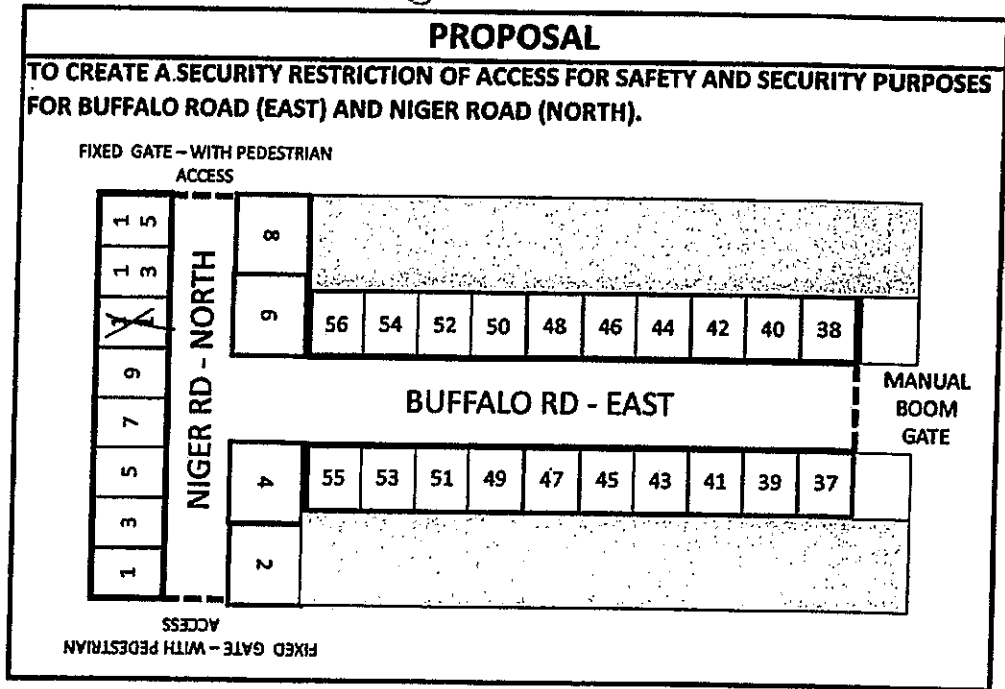 PROPOSAL
TO CREATE A.SECURITY RESTRICTION OF ACCESS FOR SAFETY AND SECURITY PURPOSES
FOR BUFFALO ROAD (EAST) AND NIGER ROAD (NORTH).
FIXED GATE – WITH PEDESTRIAN
ACCESS
15
13
11
9
7
5
3
1
NIGER RD - NORTH
8
6
4
2
56 54 52 50 48 46 44 42 40 38
BUFFALO RD - EAST
MANUAL
BOOM
GATE
55 53 51 49 47 45 43 41 39 37
FIXED GATE – WITH PEDESTRIAN
ACCESS